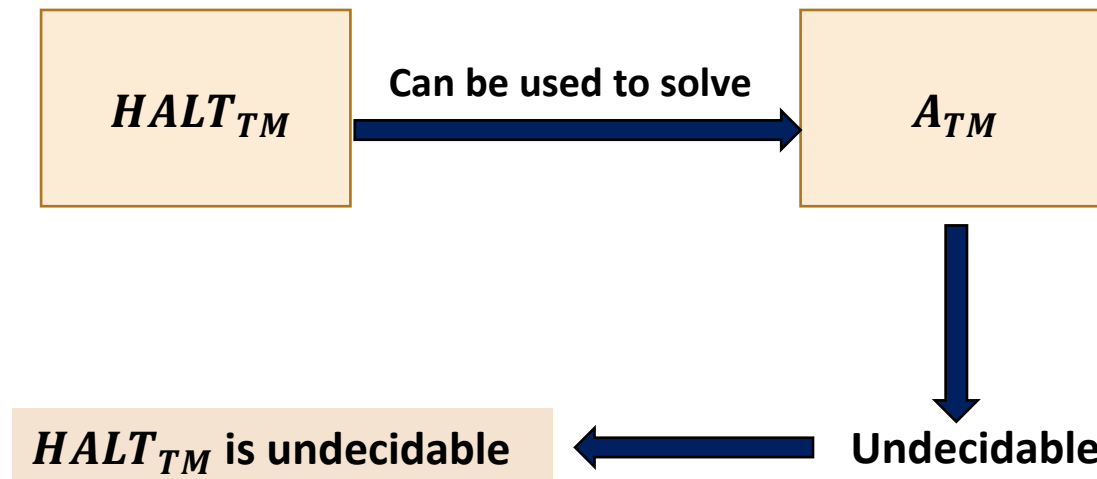 Can be used to solve
HALT_TM
A_TM
HALT_TM is undecidable
Undecidable